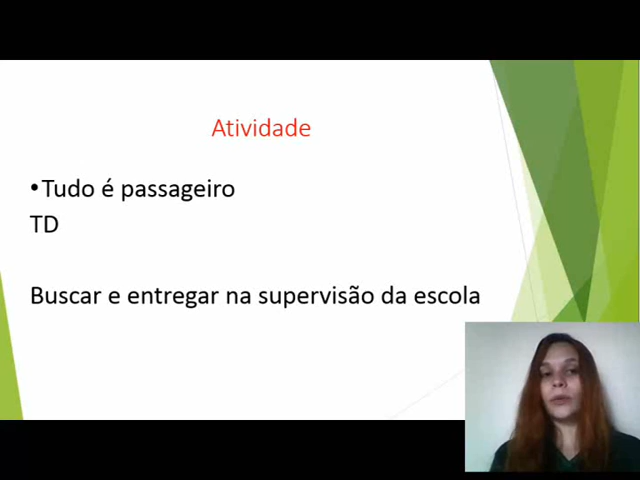 Atividade
•Tudo é passageiro
TD
Buscar e entregar na supervisão da escola